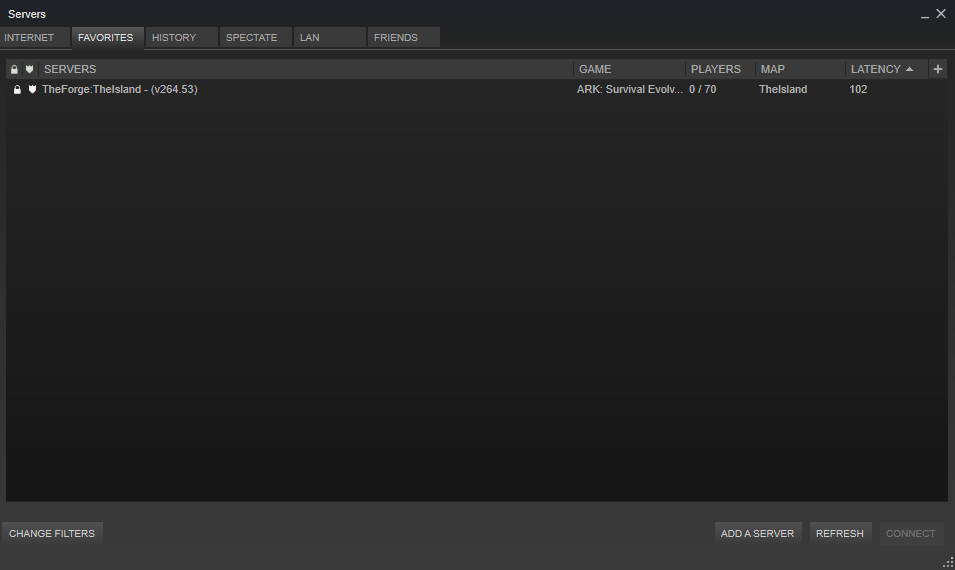 Servers
INTERNET FAVORITES HISTORY SPECTATE LAN FRIENDS
SERVERS GAME PLAYERS MAP LATENCY
TheForge:TheIsland - (v264.53) ARK: Survival Evolv... 0 / 70 TheIsland 102
CHANGE FILTERS ADD A SERVER REFRESH CONNECT